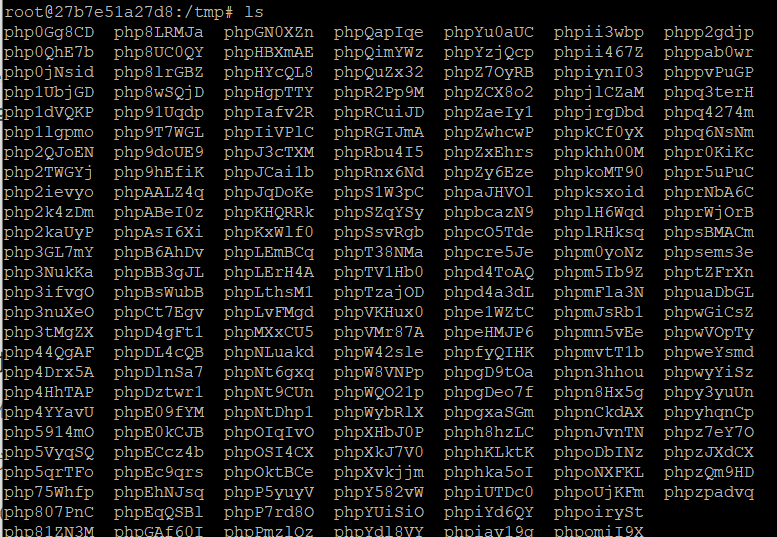 root@27b7e51a27d8:/tmp# ls
php0Gg8CD php8LRMJa phpGN0XZn phpQapIqe phpYu0aUC phpii3wbp phpp2gdjp
php0QhE7b php8UC0QY phpHBXmAE phpQimYWz phpYzjQcp phpii467Z phppab0wr
php0jNsid php8lrGBZ phpHYcQL8 phpQuZx32 phpZ7OyRB phpiynI03 phppvPuGP
php1UbjGD php8wSQjD phpHgpTTY phpR2Pp9M phpZCX8o2 phpjlCZaM phpq3terH
php1dVQKP php91Uqdp phpIafv2R phpRCuiJD phpZaeIy1 phpjrgDbd phpq4274m
php1lgpmo php9T7WGL phpIiVPlC phpRGIJmA phpZwhcwP phpkCf0yX phpq6NsNm
php2QJoEN php9doUE9 phpJ3cTXM phpRbu4I5 phpZxEhrs phpkhh00M phpr0KiKc
php2TWGYj php9hEfiK phpJCai1b phpRnx6Nd phpZy6Eze phpkoMT90 phpr5uPuC
php2ievyo phpAALZ4q phpJqDoKe phpS1W3pC phpaJHVOl phpksxoid phprNbA6C
php2k4zDm phpABeI0z phpKHQRRk phpSZqYSy phpbcazN9 phplH6Wqd phprWjOrB
php2kaUyP phpAsI6Xi phpKxWlf0 phpSsvRgb phpcO5Tde phplRHksq phpsBMACm
php3GL7mY phpB6AhDv phpLEmBCq phpT38NMa phpcre5Je phpm0yoNz phpsems3e
php3NukKa phpBB3gJL phpLErH4A phpTV1Hb0 phpd4ToAQ phpm5Ib9Z phptZFrXn
php3ifvgO phpBsWubB phpLthsM1 phpTzajOD phpd4a3dL phpmFla3N phpuaDbGL
php3nuXeO phpCt7Egv phpLvFMgd phpVKHux0 phpe1WZtC phpmJsRb1 phpwGiCsZ
php3tMgZX phpD4gFt1 phpMXxCU5 phpVMr87A phpeHMJP6 phpmn5vEe phpwVOpTy
php44QgAF phpDL4cQB phpNLuakd phpW42sle phpfyQIHK phpmvtT1b phpweYsmd
php4Drx5A phpDlnSa7 phpNt6gxq phpW8VNPp phpgD9tOa phpn3hhou phpwyYiSz
php4HhTAP phpDztwr1 phpNt9CUn phpWQO21p phpgDeo7f phpn8Hx5g phpy3yuUn
php4YYavU phpE09fYM phpNtDhp1 phpWybRlX phpgxaSGm phpnCkdAX phpyhqnCp
php5914mO phpE0kCJB phpOIqIvO phpXHbJ0P phph8hzLC phpnJvnTN phpz7eY7O
php5VyqSQ phpECcz4b phpOSI4CX phpXkJ7V0 phphKLktK phpoDbINz phpzJXdCX
php5qrTFo phpEc9qrs phpOktBCe phpXvkjjm phphka5oI phpoNXFKL phpzQm9HD
php75Whfp phpEhNJsq phpP5yuyV phpY582vW phpiUTDc0 phpoUjKFm phpzpadvq
php807PnC phpEqQSBl phpP7rd8O phpYUiSiO phpiYd6QY phpoirySt
php81ZN3M phpGAf60I phpPmzlOz phpYdl8VY phpiav19q phpomiI9X